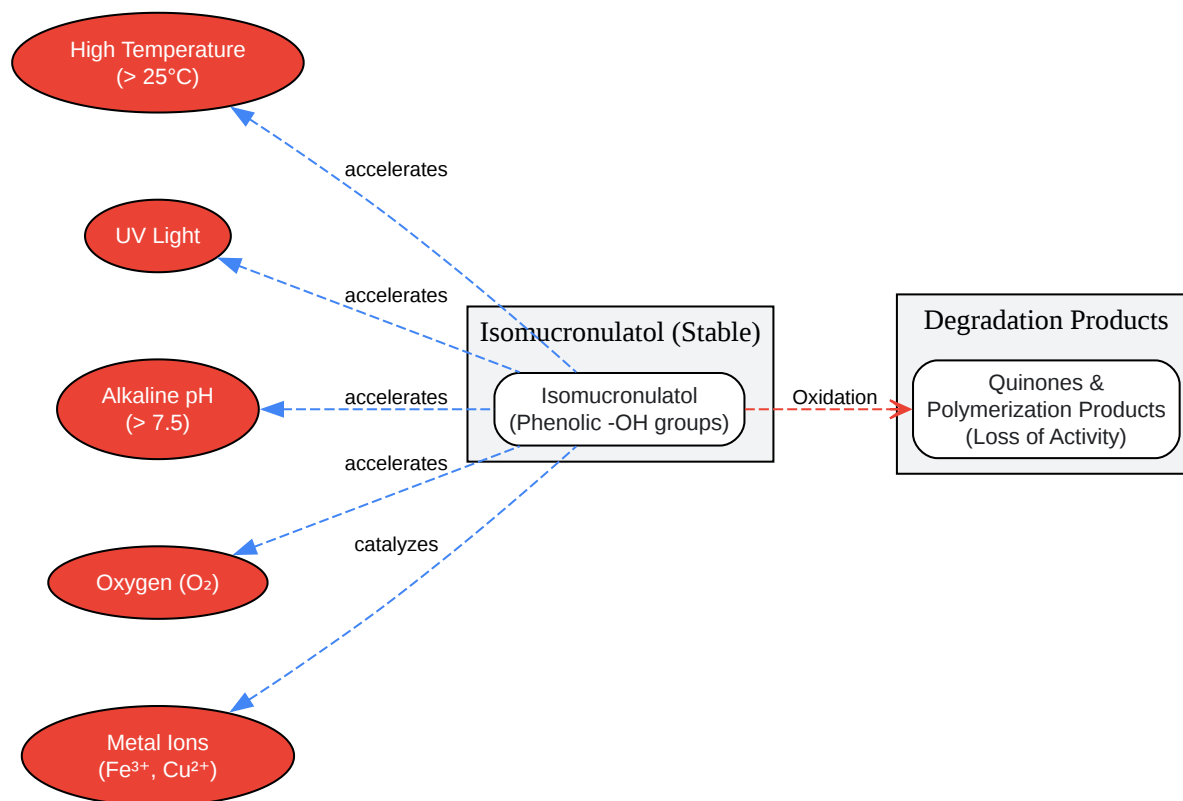 High Temperature
(> 25°C)
accelerates
UV Light
accelerates
Isomucronulatol (Stable)
Degradation Products
Alkaline pH
(> 7.5)
accelerates
Isomucronulatol
(Phenolic -OH groups)
Oxidation
Quinones &
Polymerization Products
(Loss of Activity)
accelerates
Oxygen (O₂)
catalyzes
Metal Ions
(Fe³⁺, Cu²⁺)